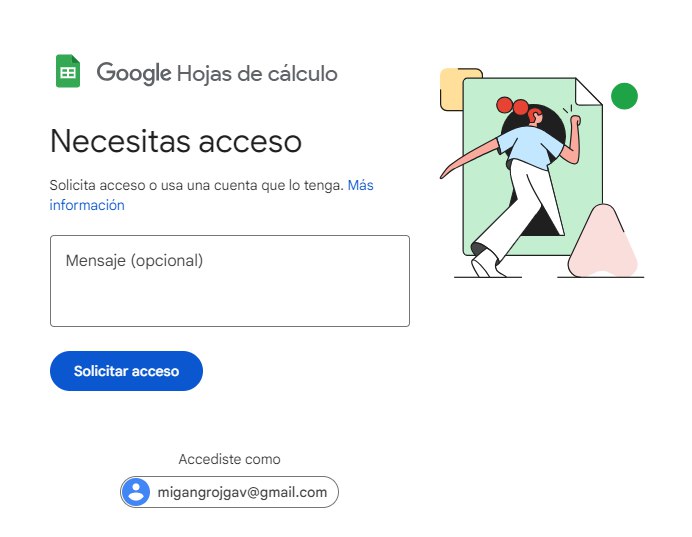 Google Hojas de cálculo
Necesitas acceso
Solicita acceso o usa una cuenta que lo tenga. Más
información
Mensaje (opcional)
Solicitar acceso
Accediste como
migangrojgav@gmail.com